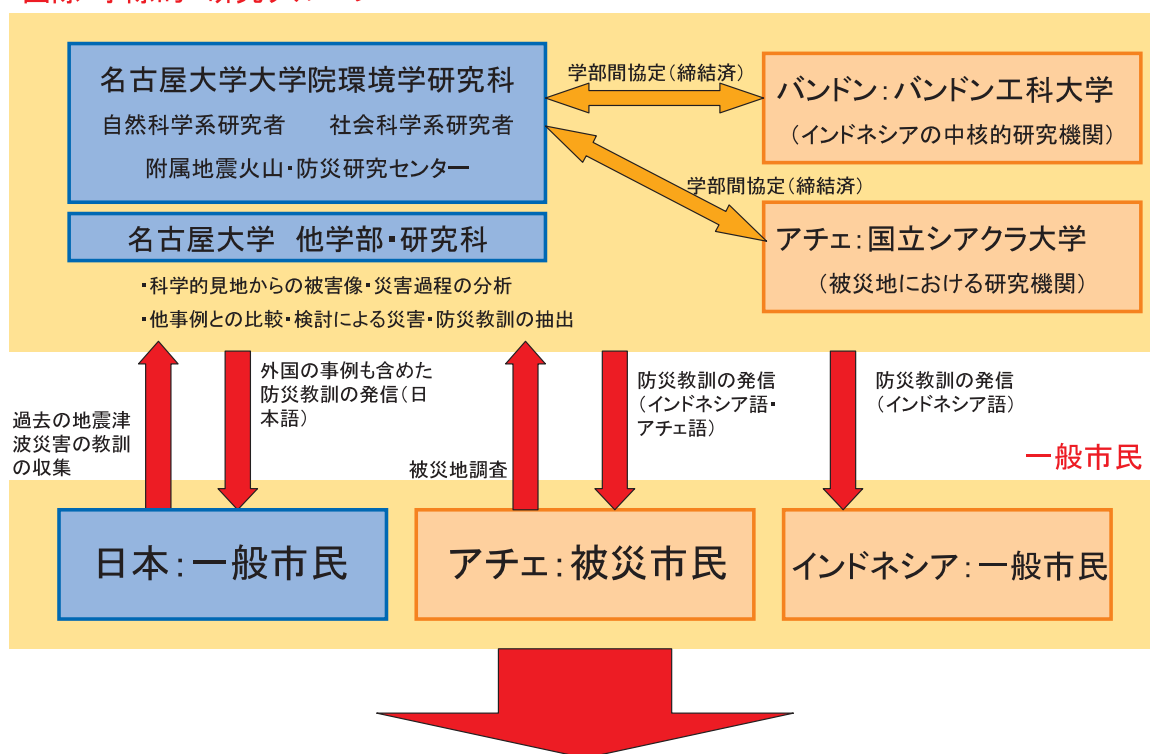 名古屋大学大学院環境学研究科
自然科学系研究者　社会科学系研究者
附属地震火山・防災研究センター
学部間協定(締結済)
バンドン：バンドン工科大学
(インドネシアの中核的研究機関)
学部間協定(締結済)
名古屋大学 他学部・研究科
アチェ：国立シアクラ大学
(被災地における研究機関)
・科学的見地からの被害像・災害過程の分析
・他事例との比較・検討による災害・防災教訓の抽出
過去の地震津
波災害の教訓
の収集
外国の事例も含めた
防災教訓の発信(日
本語)
被災地調査
防災教訓の発信
(インドネシア語・
アチェ語)
防災教訓の発信
(インドネシア語)
一般市民
日本：一般市民
アチェ：被災市民
インドネシア：一般市民